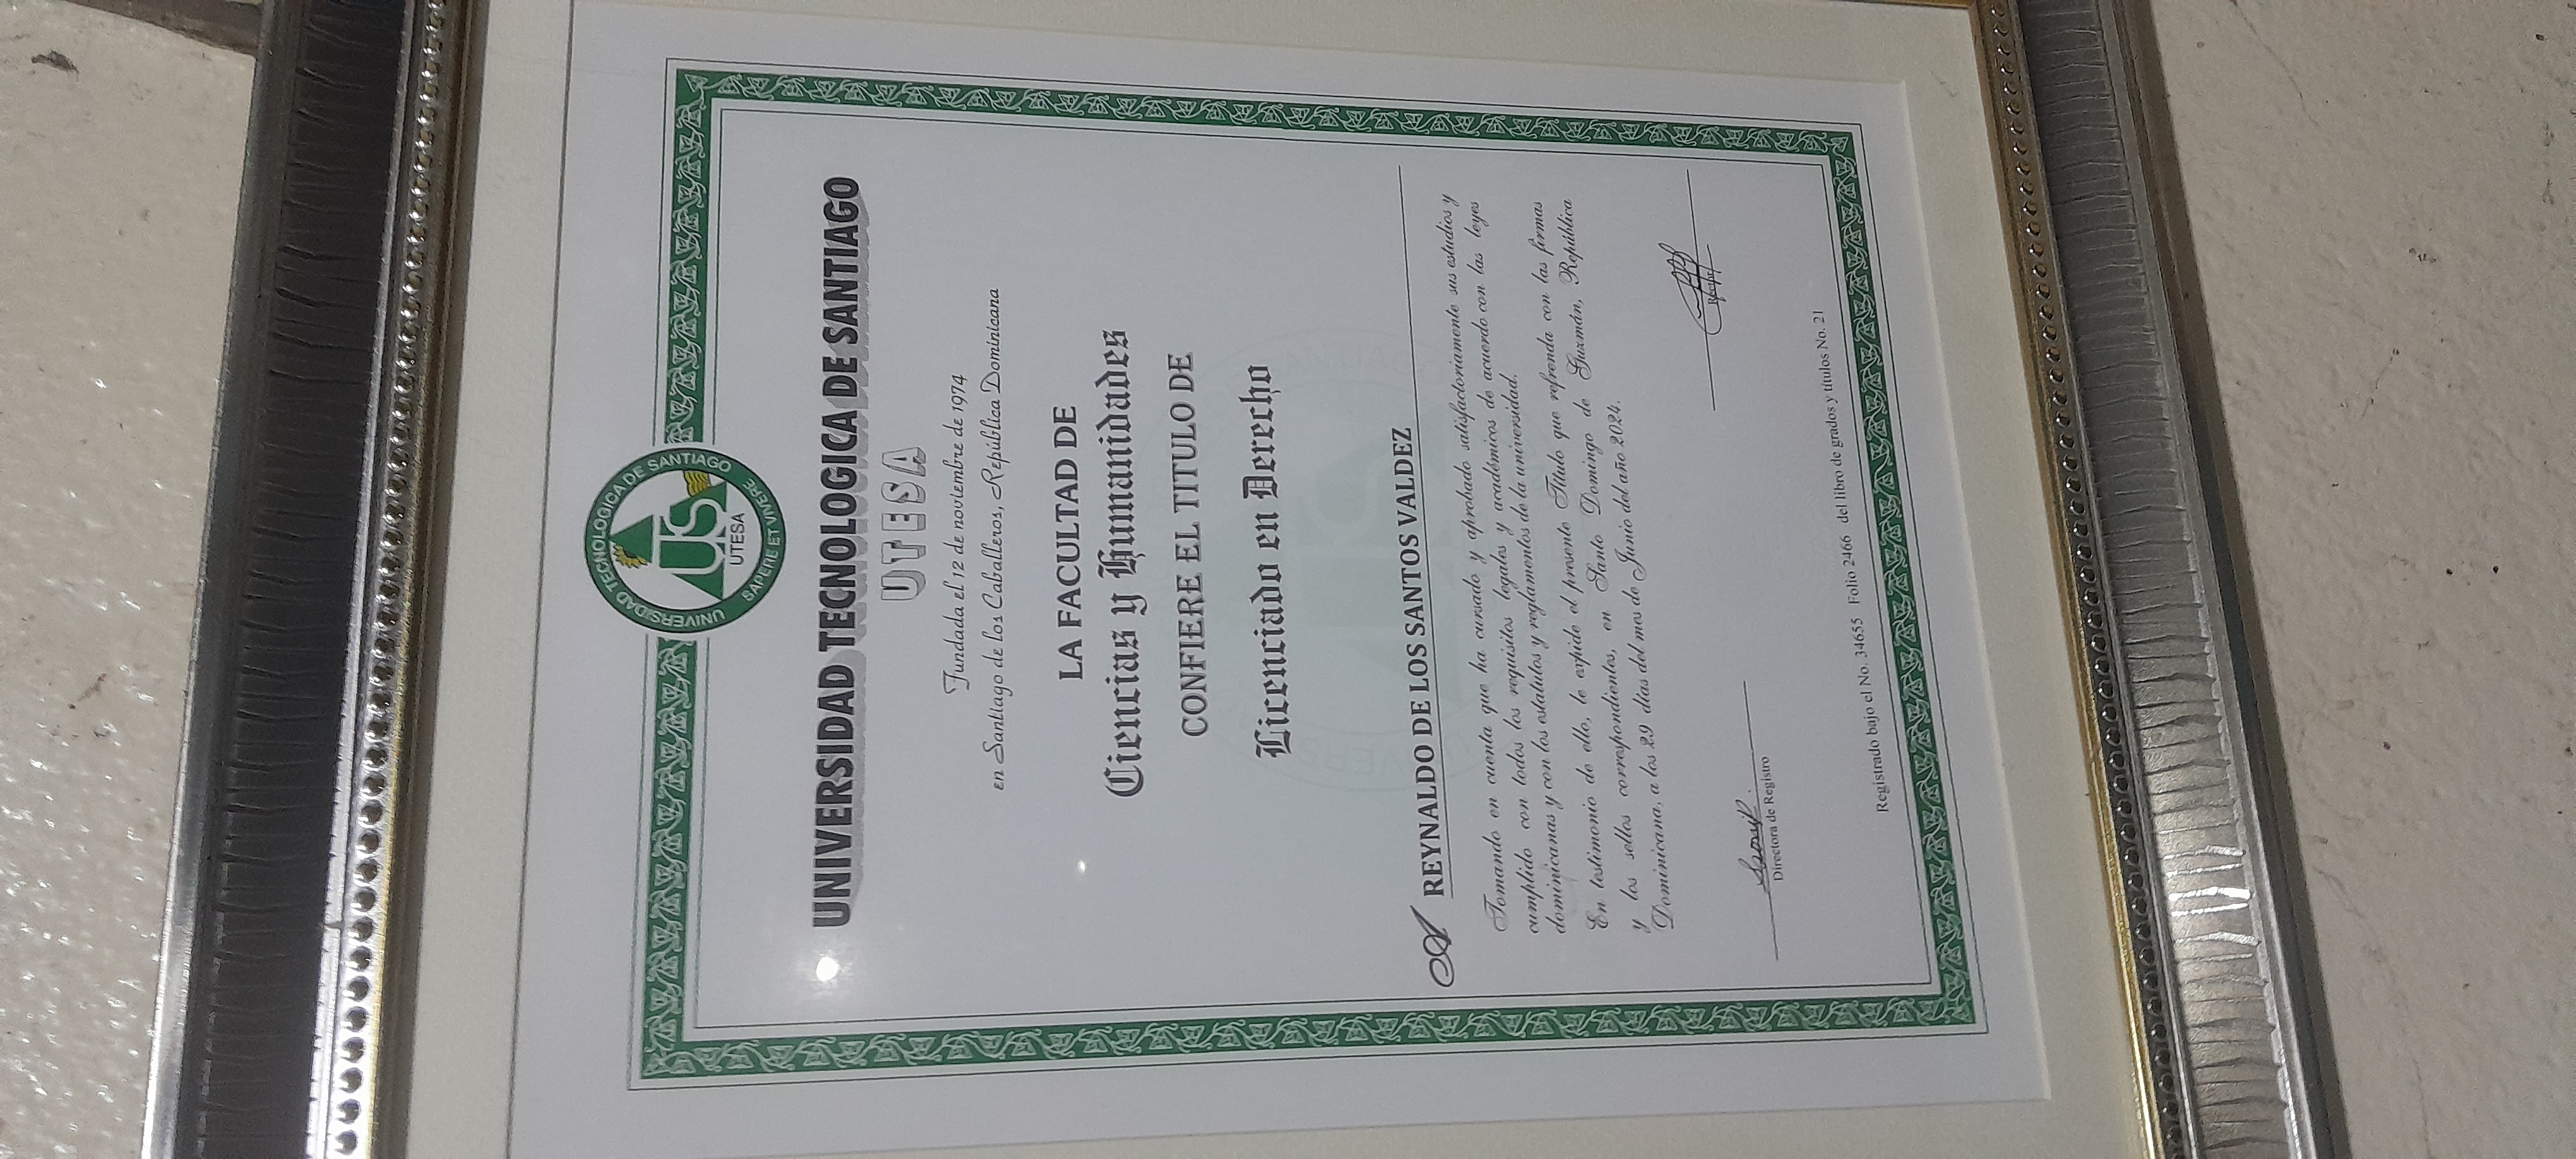 UNIVERSIDAD TECNOLOGICA DE SANTIAGO
UTESA
SAPERE ET VIVERE
UNIVERSIDAD TECNOLOGICA DE SANTIAGO
UTESA
Fundada el 12 de noviembre de 1974
en Santiago de los Caballeros, República Dominicana
LA FACULTAD DE
Ciencias y Humanidades
CONFIERE EL TITULO DE
Licenciado en Derecho
A REYNALDO DE LOS SANTOS VALDEZ
Tomando en cuenta que ha cursado y aprobado satisfactoriamente sus estudios y
cumplido con todos los requisitos legales y académicos de acuerdo con las leyes
dominicanas y con los estatutos y reglamentos de la universidad.
En testimonio de ello, le expide el presente Título que refrenda con las firmas
y los sellos correspondientes, en Santo Domingo de Guzmán, República
Dominicana, a los 29 días del mes de Junio del año 2024.
Directora de Registro
Registrado bajo el No. 34655 Folio 2466 del libro de grados y títulos No. 21